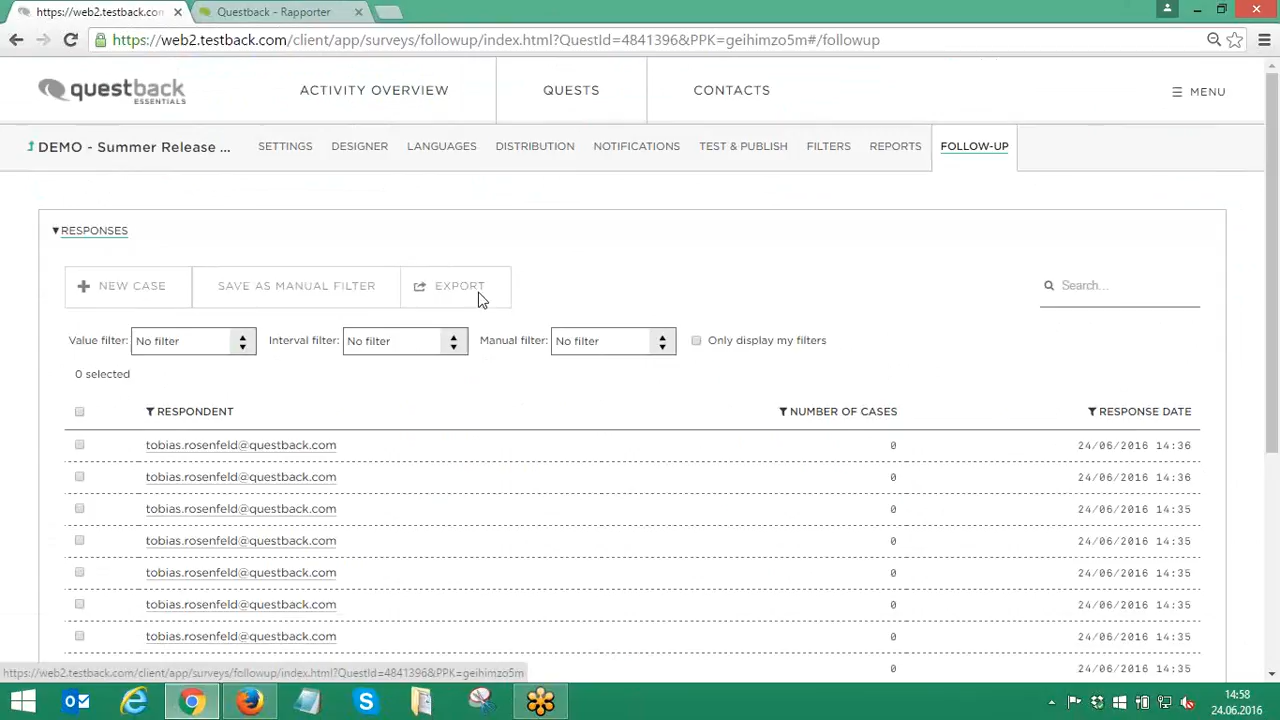 https://web2.testback.com
Questback - Rapporter
https://web2.testback.com/client/app/surveys/followup/index.html?QuestId=4841396&PPK=geihimzo5m#/followup
questback
ESSENTIALS
ACTIVITY OVERVIEW
QUESTS
CONTACTS
MENU
DEMO - Summer Release ...
SETTINGS
DESIGNER
LANGUAGES
DISTRIBUTION
NOTIFICATIONS
TEST & PUBLISH
FILTERS
REPORTS
FOLLOW-UP
RESPONSES
NEW CASE
SAVE AS MANUAL FILTER
EXPORT
Search...
Value filter: No filter
Interval filter: No filter
Manual filter: No filter
Only display my filters
0 selected
RESPONDENT NUMBER OF CASES RESPONSE DATE
tobias.rosenfeld@questback.com 0 24/06/2016 14:36
tobias.rosenfeld@questback.com 0 24/06/2016 14:36
tobias.rosenfeld@questback.com 0 24/06/2016 14:35
tobias.rosenfeld@questback.com 0 24/06/2016 14:35
tobias.rosenfeld@questback.com 0 24/06/2016 14:35
tobias.rosenfeld@questback.com 0 24/06/2016 14:35
tobias.rosenfeld@questback.com 0 24/06/2016 14:35
0 24/06/2016 14:35
https://web2.testback.com/client/app/surveys/followup/index.html?QuestId=4841396&PPK=geihimzo5m
14:58
24.06.2016